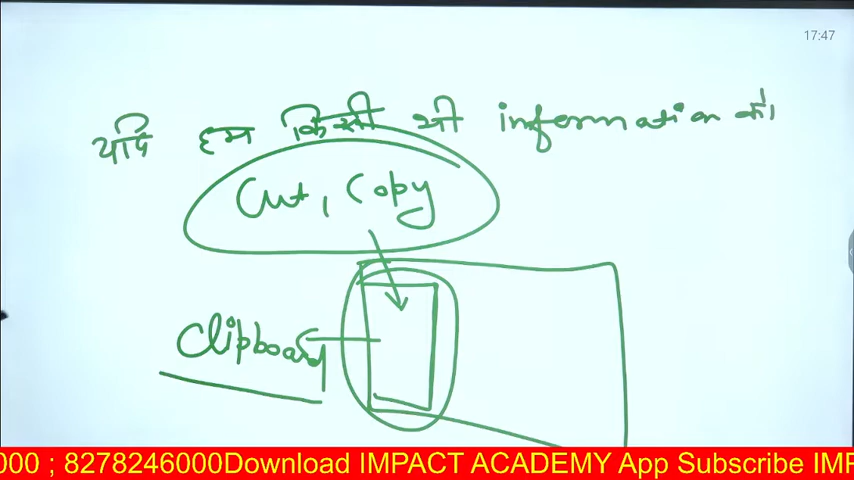 17:47
यदि हम किसी भी information को
Cut, Copy
Clipboard
000 ; 8278246000Download IMPACT ACADEMY App Subscribe IMP